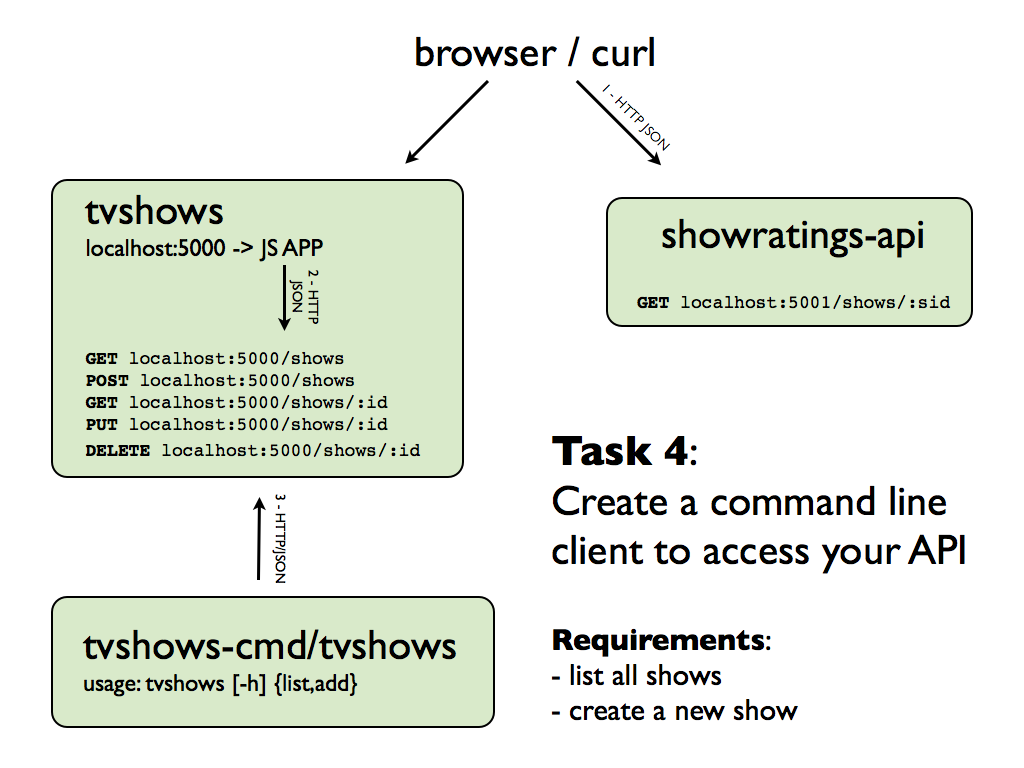 browser / curl
1 - HTTP JSON
tvshows
localhost:5000 -> JS APP
2 - HTTP
JSON
GET localhost:5000/shows
POST localhost:5000/shows
GET localhost:5000/shows/:id
PUT localhost:5000/shows/:id
DELETE localhost:5000/shows/:id
showratings-api
GET localhost:5001/shows/:sid
3 - HTTP/JSON
tvshows-cmd/tvshows
usage: tvshows [-h] {list,add}
Task 4:
Create a command line
client to access your API
Requirements:
- list all shows
- create a new show